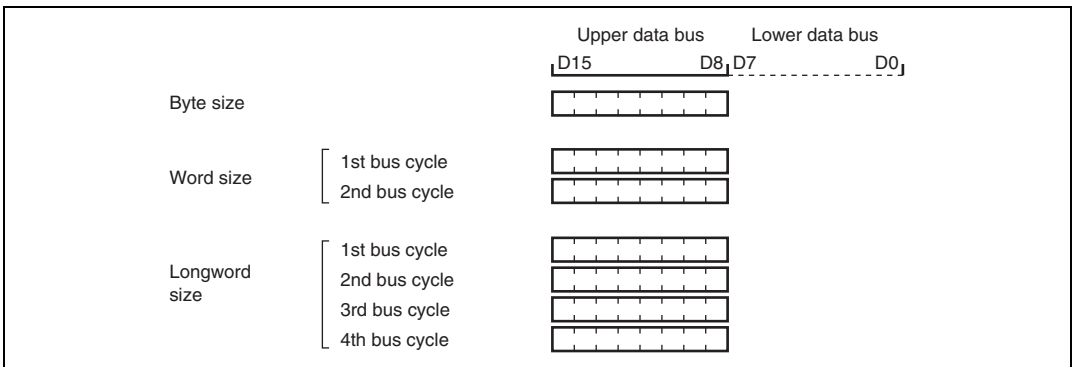 Upper data bus Lower data bus
D15 D8 D7 D0
Byte size
Word size
1st bus cycle
2nd bus cycle
Longword
size
1st bus cycle
2nd bus cycle
3rd bus cycle
4th bus cycle